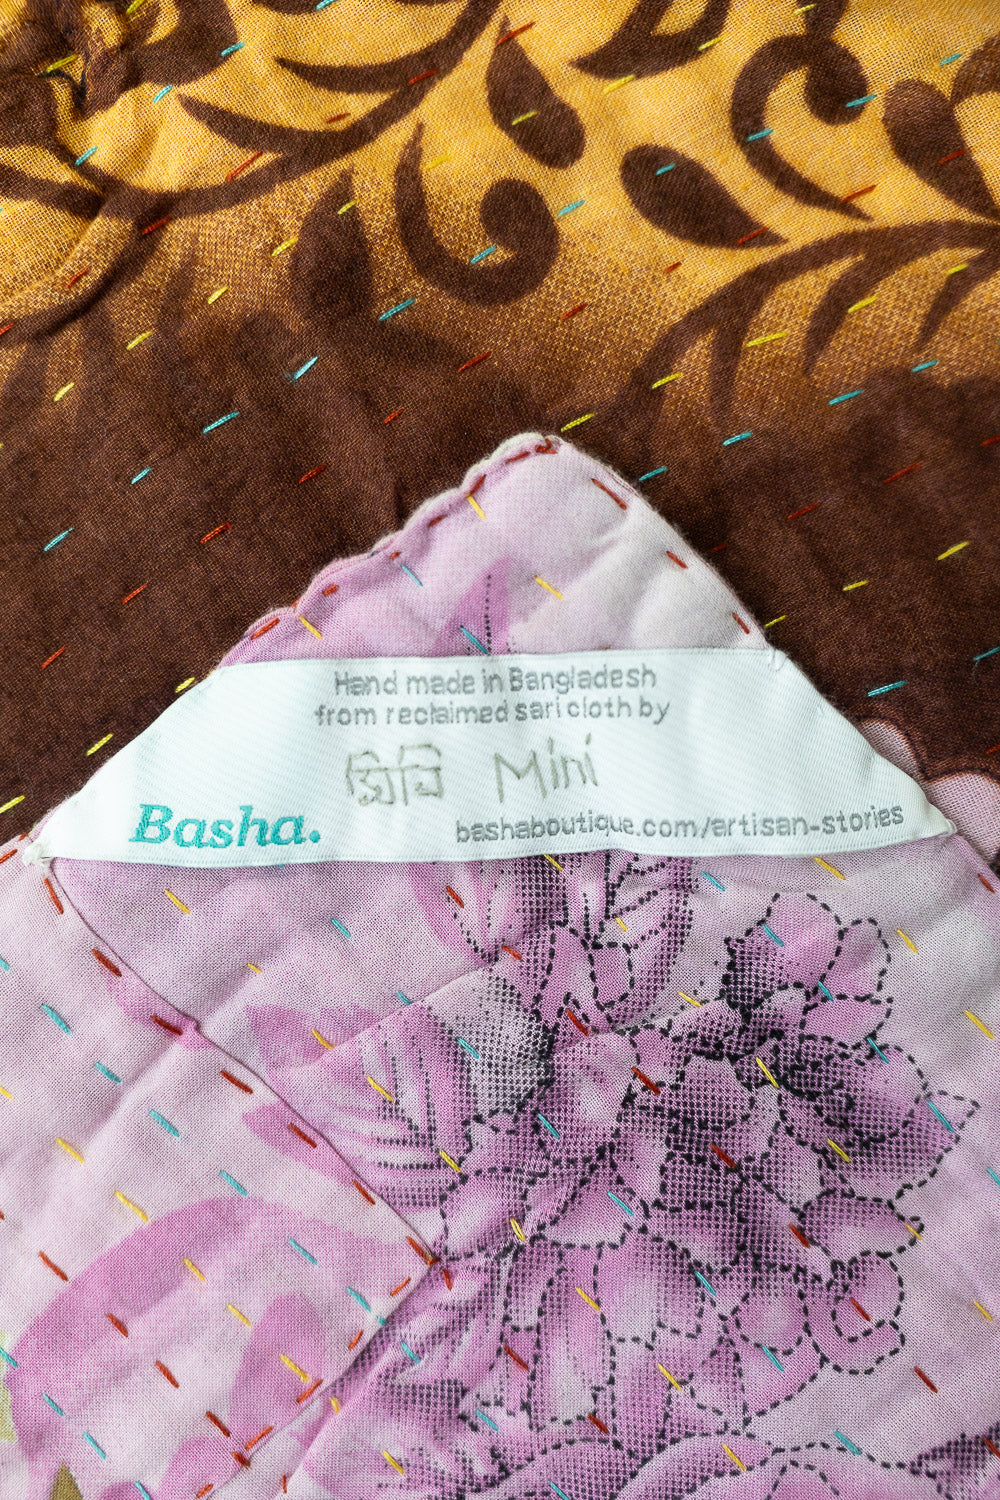 Hand made in Bangladesh
from reclaimed sari cloth by
মিনি Mini
Basha.
bashaboutique.com/artisan-stories